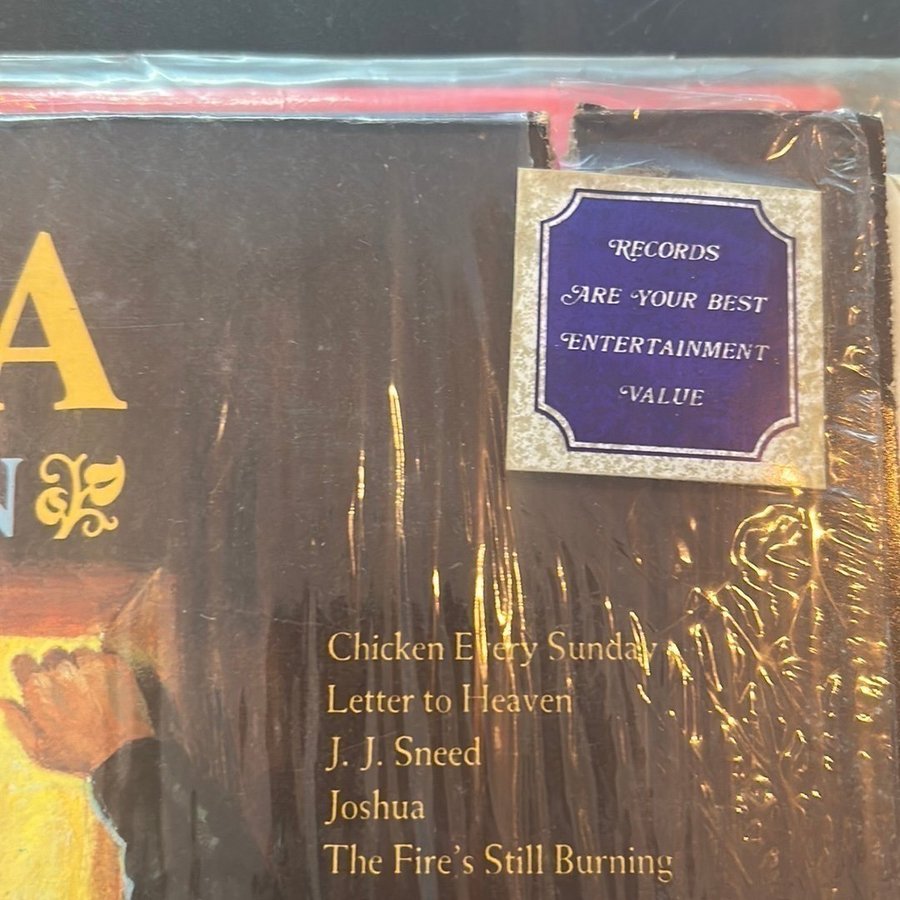 A
N
RECORDS
ARE YOUR BEST
ENTERTAINMENT
VALUE
Chicken Every Sunday
Letter to Heaven
J. J. Sneed
Joshua
The Fire's Still Burning